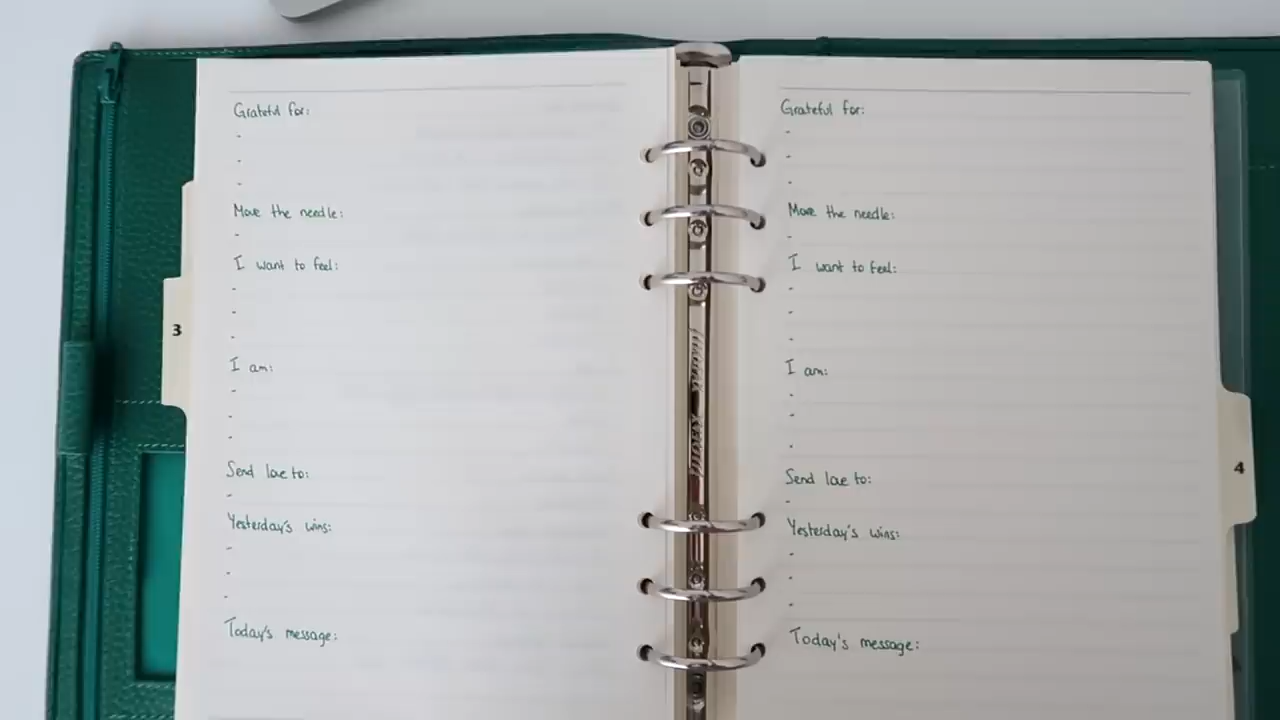 Grateful for:
-
-
-
Move the needle:
-
I want to feel:
-
-
-
I am:
-
-
-
Send love to:
-
Yesterday's wins:
-
-
-
Today's message:
3
Grateful for:
-
-
-
Move the needle:
-
I want to feel:
-
-
-
I am:
-
-
-
Send love to:
-
Yesterday's wins:
-
-
-
Today's message:
4